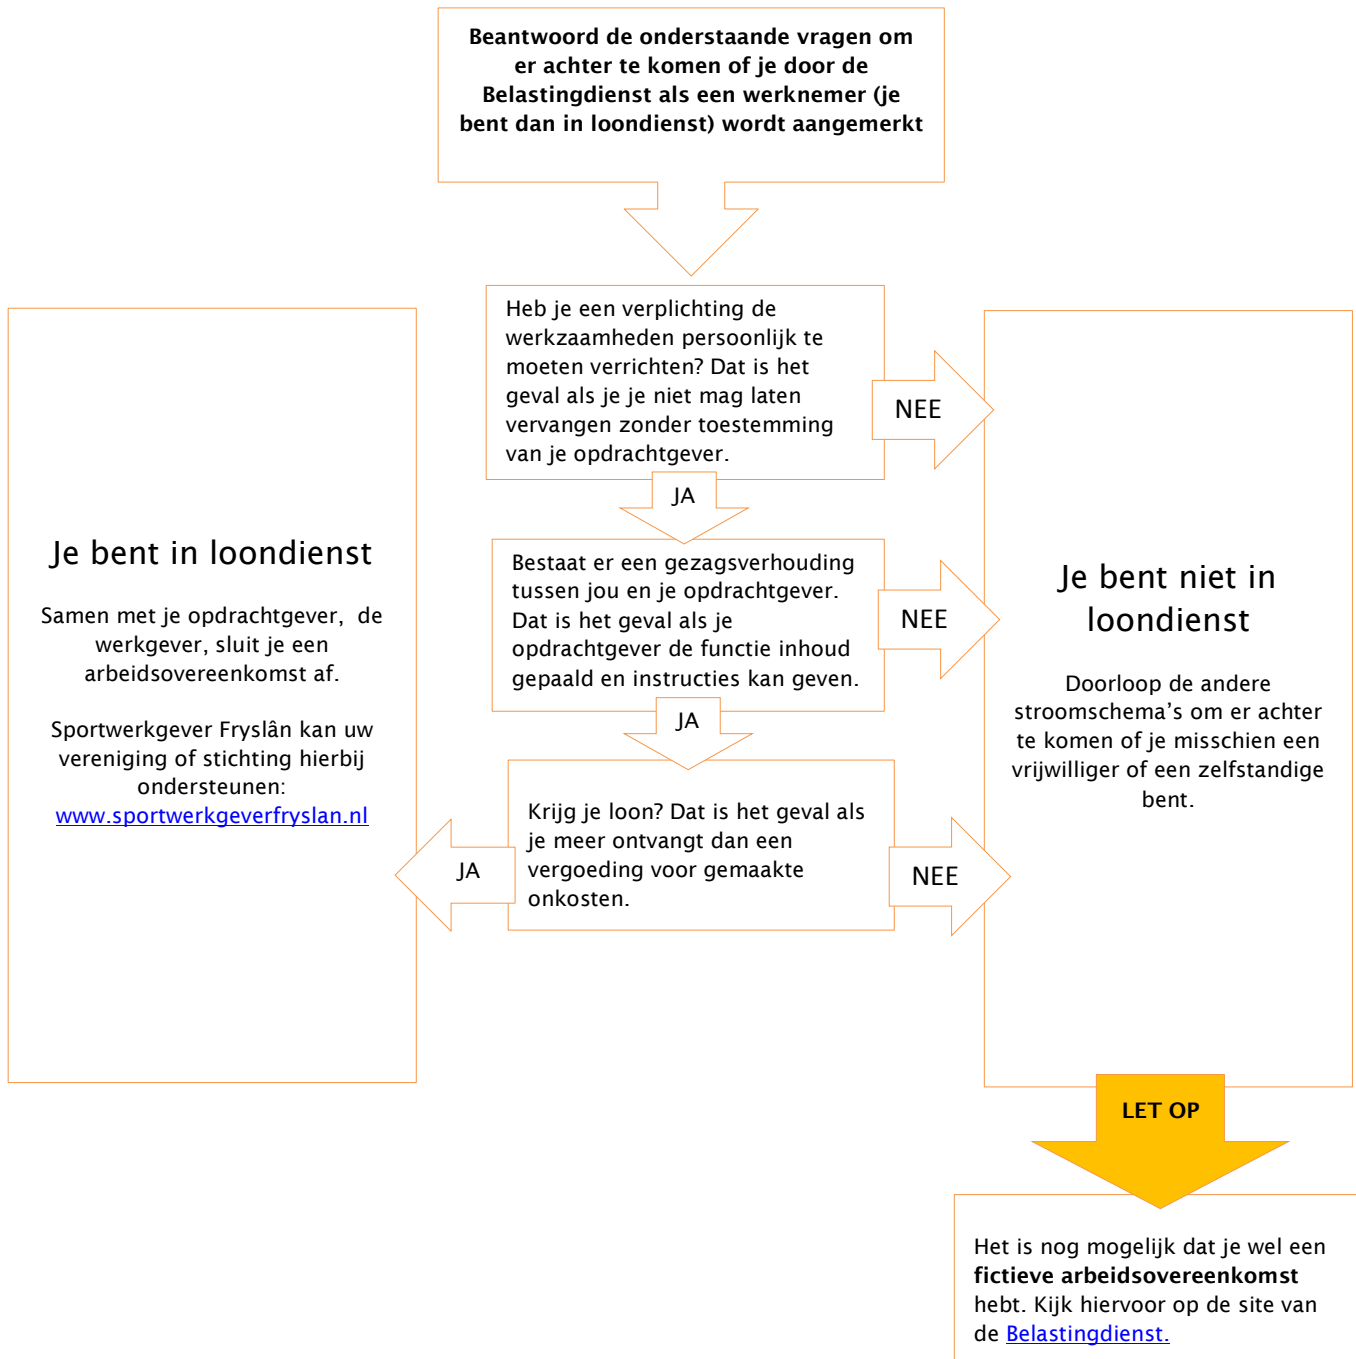 Beantwoord de onderstaande vragen om
er achter te komen of je door de
Belastingdienst als een werknemer (je
bent dan in loondienst) wordt aangemerkt
Heb je een verplichting de
werkzaamheden persoonlijk te
moeten verrichten? Dat is het
geval als je je niet mag laten
vervangen zonder toestemming
van je opdrachtgever.
NEE
JA
Bestaat er een gezagsverhouding
tussen jou en je opdrachtgever.
Dat is het geval als je
opdrachtgever de functie inhoud
gepaald en instructies kan geven.
NEE
JA
Krijg je loon? Dat is het geval als
je meer ontvangt dan een
vergoeding voor gemaakte
onkosten.
JA
NEE
Je bent in loondienst
Samen met je opdrachtgever, de
werkgever, sluit je een
arbeidsovereenkomst af.
Sportwerkgever Fryslân kan uw
vereniging of stichting hierbij
ondersteunen:
www.sportwerkgeverfryslan.nl
Je bent niet in
loondienst
Doorloop de andere
stroomschema's om er achter
te komen of je misschien een
vrijwilliger of een zelfstandige
bent.
LET OP
Het is nog mogelijk dat je wel een
fictieve arbeidsovereenkomst
hebt. Kijk hiervoor op de site van
de Belastingdienst.